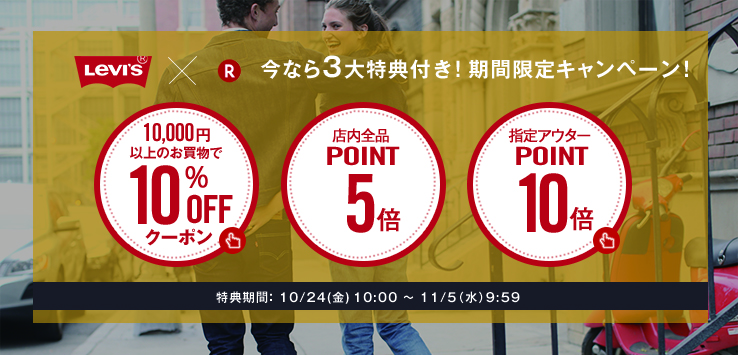 LEVI'S ® × R 今なら3大特典付き! 期間限定キャンペーン!
10,000円
以上のお買物で
10%OFF
クーポン
店内全品
POINT
5倍
指定アウター
POINT
10倍
特典期間: 10/24(金) 10:00 ～ 11/5(水) 9:59